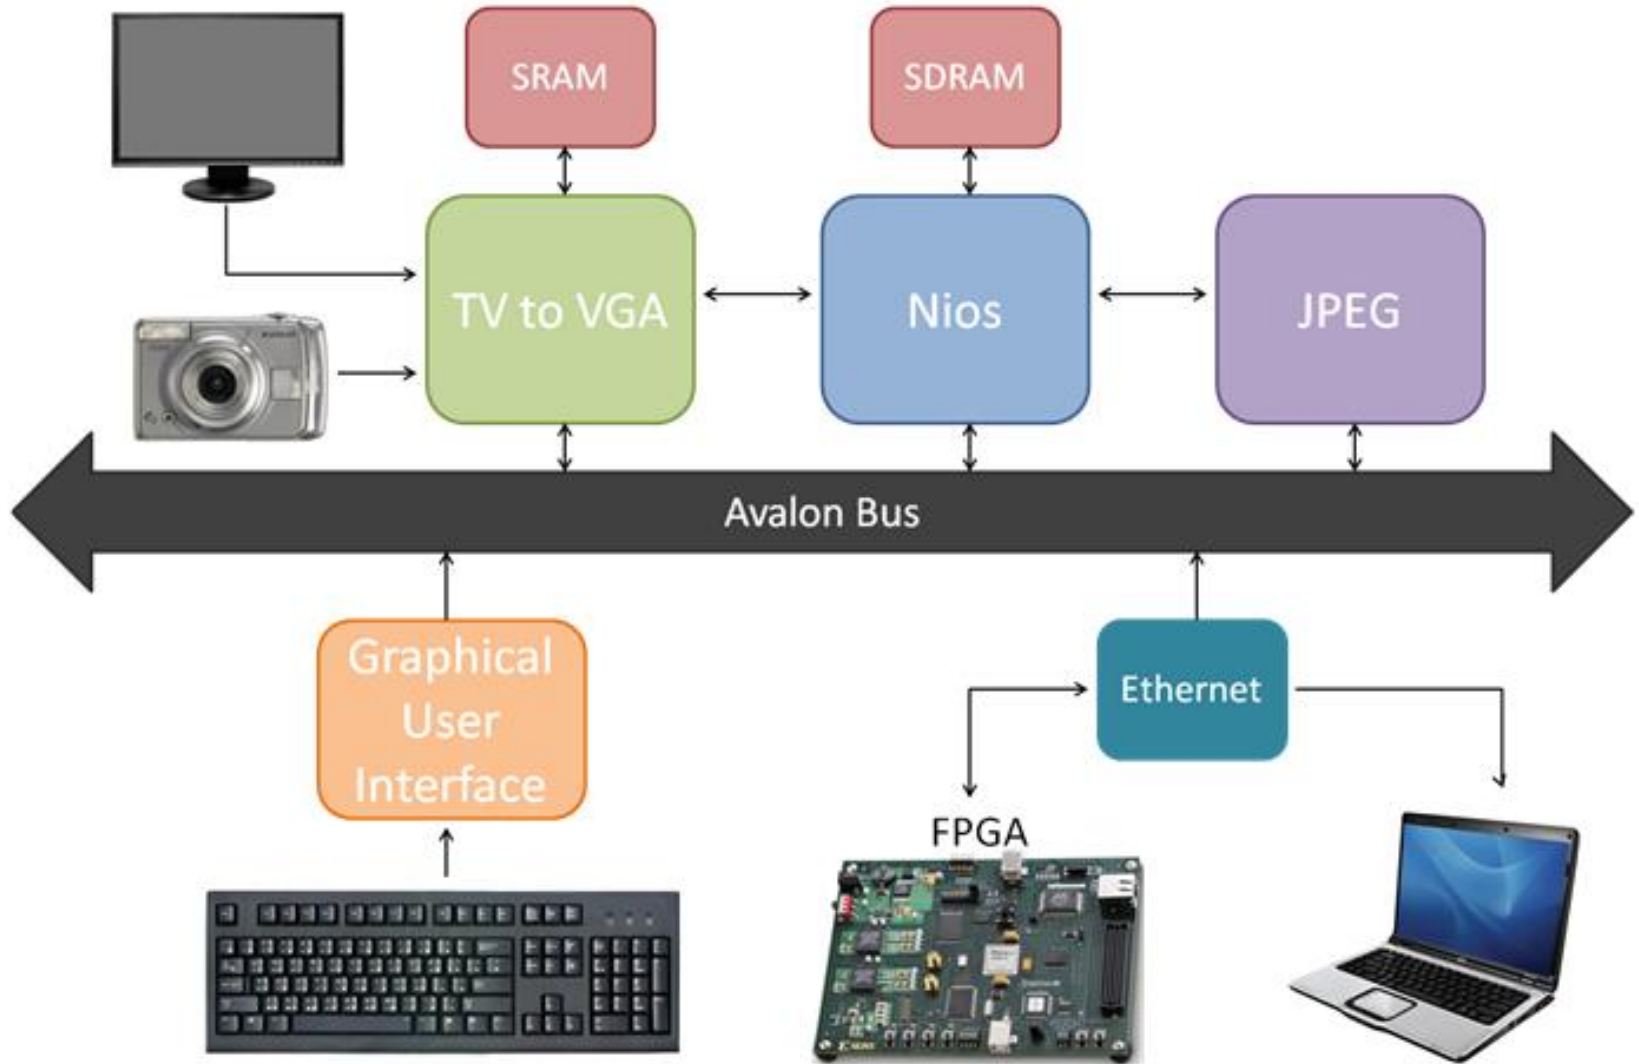 SRAM
SDRAM
TV to VGA
Nios
JPEG
Avalon Bus
Graphical
User
Interface
Ethernet
FPGA